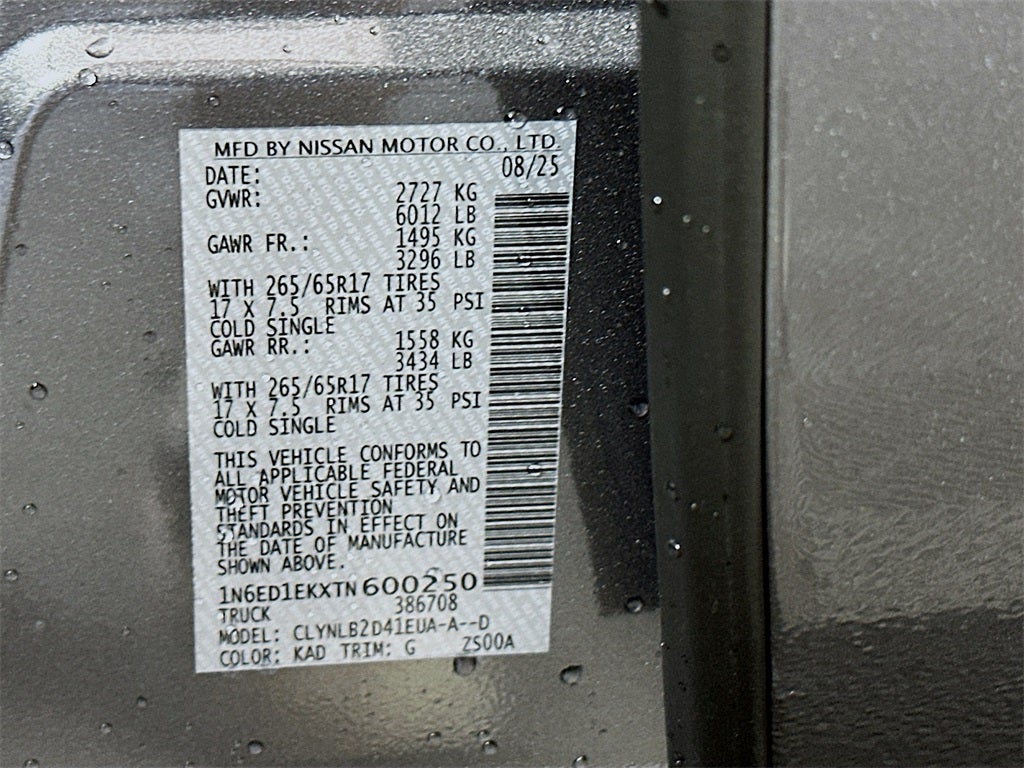 MFD BY NISSAN MOTOR CO., LTD.
DATE: 08/25
GVWR: 2727 KG
6012 LB
GAWR FR.: 1495 KG
3296 LB
WITH 265/65R17 TIRES
17 X 7.5 RIMS AT 35 PSI
COLD SINGLE
GAWR RR.: 1558 KG
3434 LB
WITH 265/65R17 TIRES
17 X 7.5 RIMS AT 35 PSI
COLD SINGLE
THIS VEHICLE CONFORMS TO
ALL APPLICABLE FEDERAL
MOTOR VEHICLE SAFETY AND
THEFT PREVENTION
STANDARDS IN EFFECT ON
THE DATE OF MANUFACTURE
SHOWN ABOVE.
1N6ED1EKXTN600250
TRUCK 386708
MODEL: CLYNLB2D41EUA-A--D
COLOR: KAD TRIM: G ZS00A